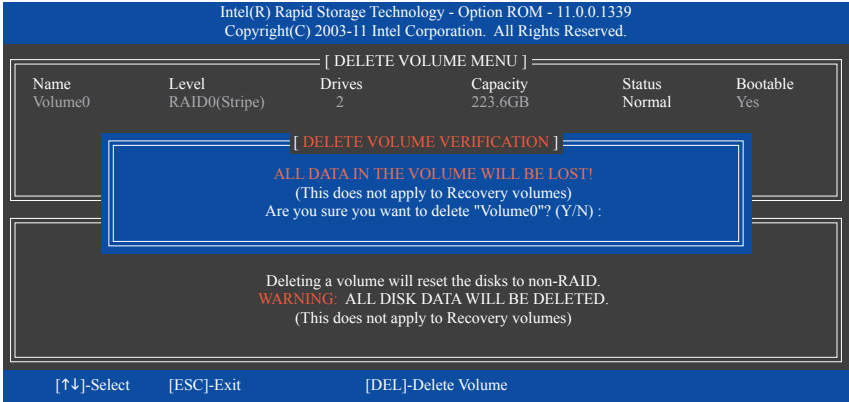 Intel(R) Rapid Storage Technology - Option ROM - 11.0.0.1339
Copyright(C) 2003-11 Intel Corporation. All Rights Reserved.
[ DELETE VOLUME MENU ]
Name Level Drives Capacity Status Bootable
Volume0 RAID0(Stripe) 2 223.6GB Normal Yes
[ DELETE VOLUME VERIFICATION ]
ALL DATA IN THE VOLUME WILL BE LOST!
(This does not apply to Recovery volumes)
Are you sure you want to delete "Volume0"? (Y/N) :
Deleting a volume will reset the disks to non-RAID.
WARNING: ALL DISK DATA WILL BE DELETED.
(This does not apply to Recovery volumes)
[↑↓]-Select [ESC]-Exit [DEL]-Delete Volume